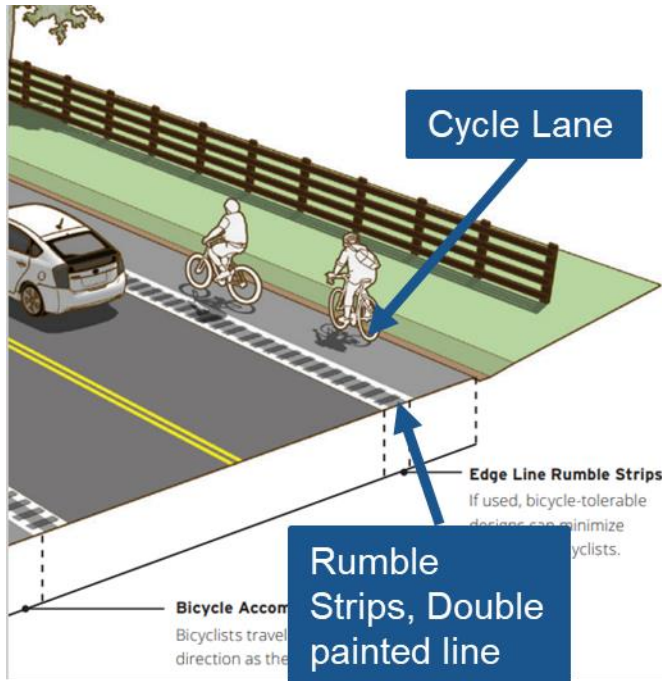 Cycle Lane
Edge Line Rumble Strips
If used, bicycle-tolerable
designs can minimize
yclists.
Rumble
Strips, Double
painted line
Bicycle Accom
Bicyclists travel
direction as the